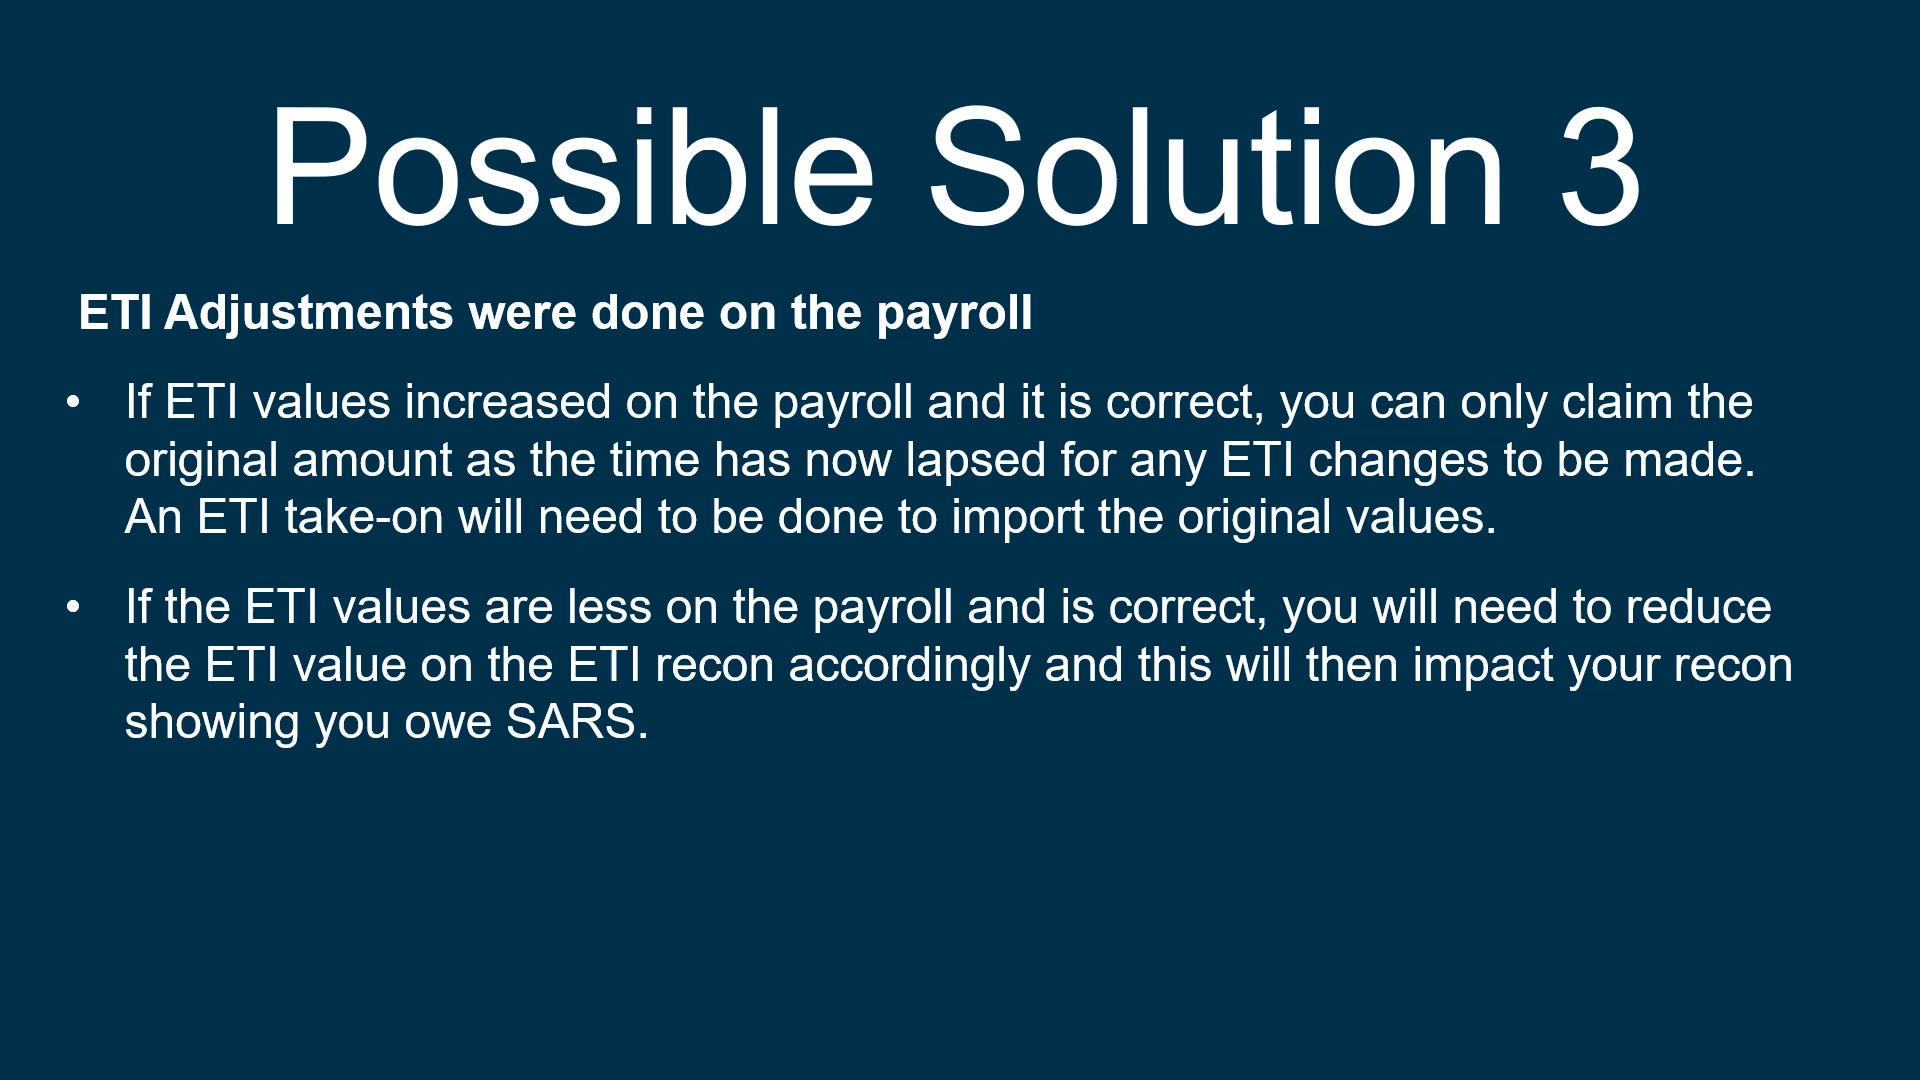 Possible Solution 3
ETI Adjustments were done on the payroll
• If ETI values increased on the payroll and it is correct, you can only claim the
original amount as the time has now lapsed for any ETI changes to be made.
An ETI take-on will need to be done to import the original values.
• If the ETI values are less on the payroll and is correct, you will need to reduce
the ETI value on the ETI recon accordingly and this will then impact your recon
showing you owe SARS.